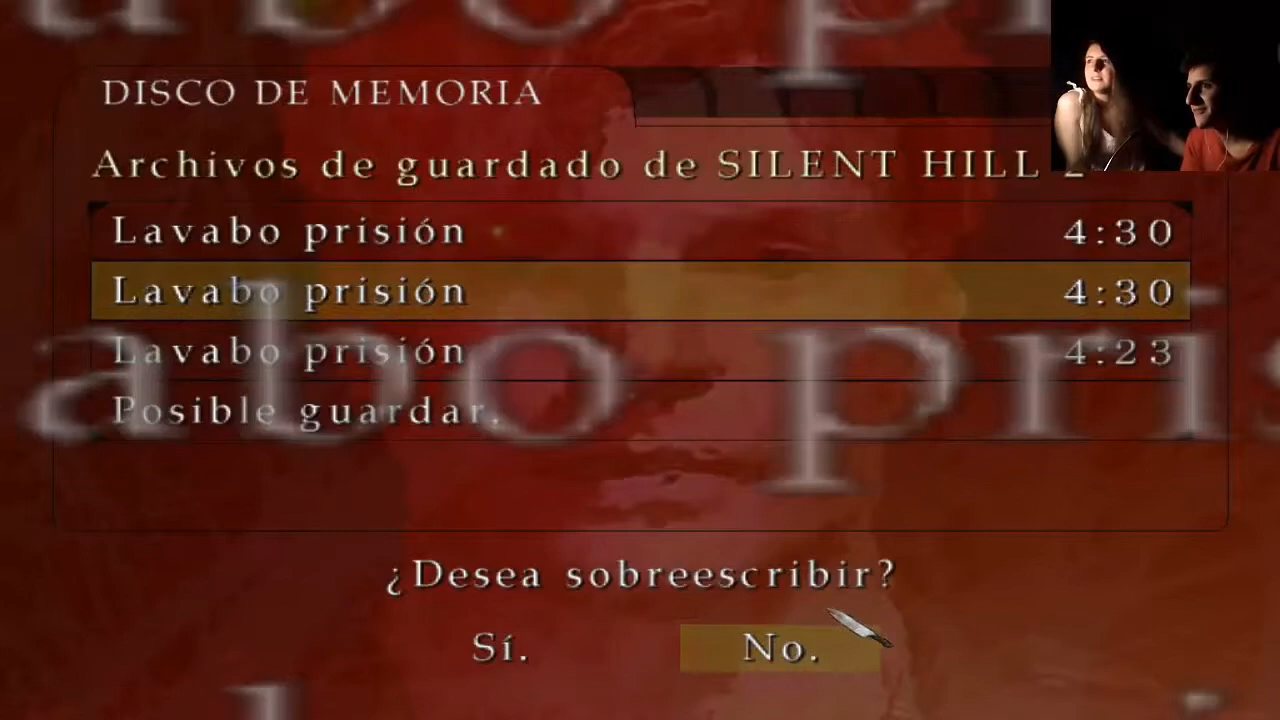 DISCO DE MEMORIA
Archivos de guardado de SILENT HILL 2
Lavabo prisión 4:30
Lavabo prisión 4:30
Lavabo prisión 4:23
Posible guardar.
¿Desea sobreescribir?
Sí. No.